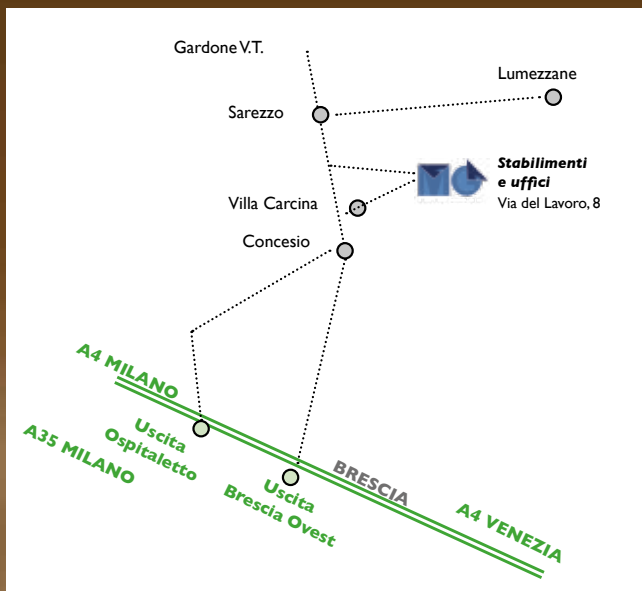 Gardone V.T.
Lumezzane
Sarezzo
MG
Stabilimenti
e uffici
Via del Lavoro, 8
Villa Carcina
Concesio
A4 MILANO
A35 MILANO
Uscita
Ospitaletto
Uscita
Brescia Ovest
BRESCIA
A4 VENEZIA